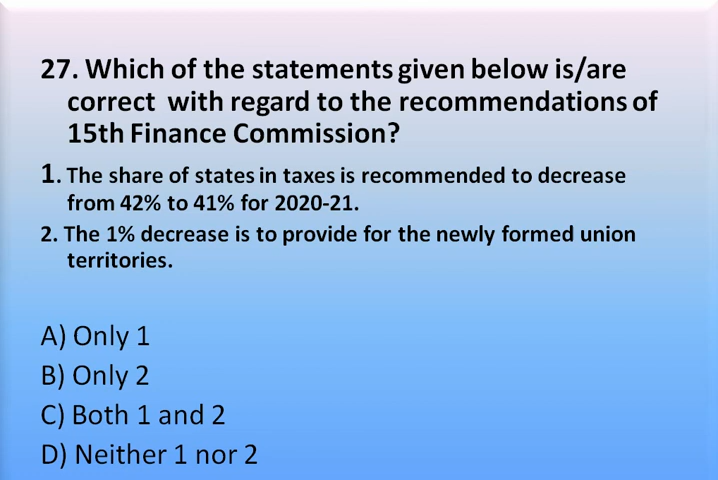 27. Which of the statements given below is/are
correct with regard to the recommendations of
15th Finance Commission?
1. The share of states in taxes is recommended to decrease
from 42% to 41% for 2020-21.
2. The 1% decrease is to provide for the newly formed union
territories.
A) Only 1
B) Only 2
C) Both 1 and 2
D) Neither 1 nor 2